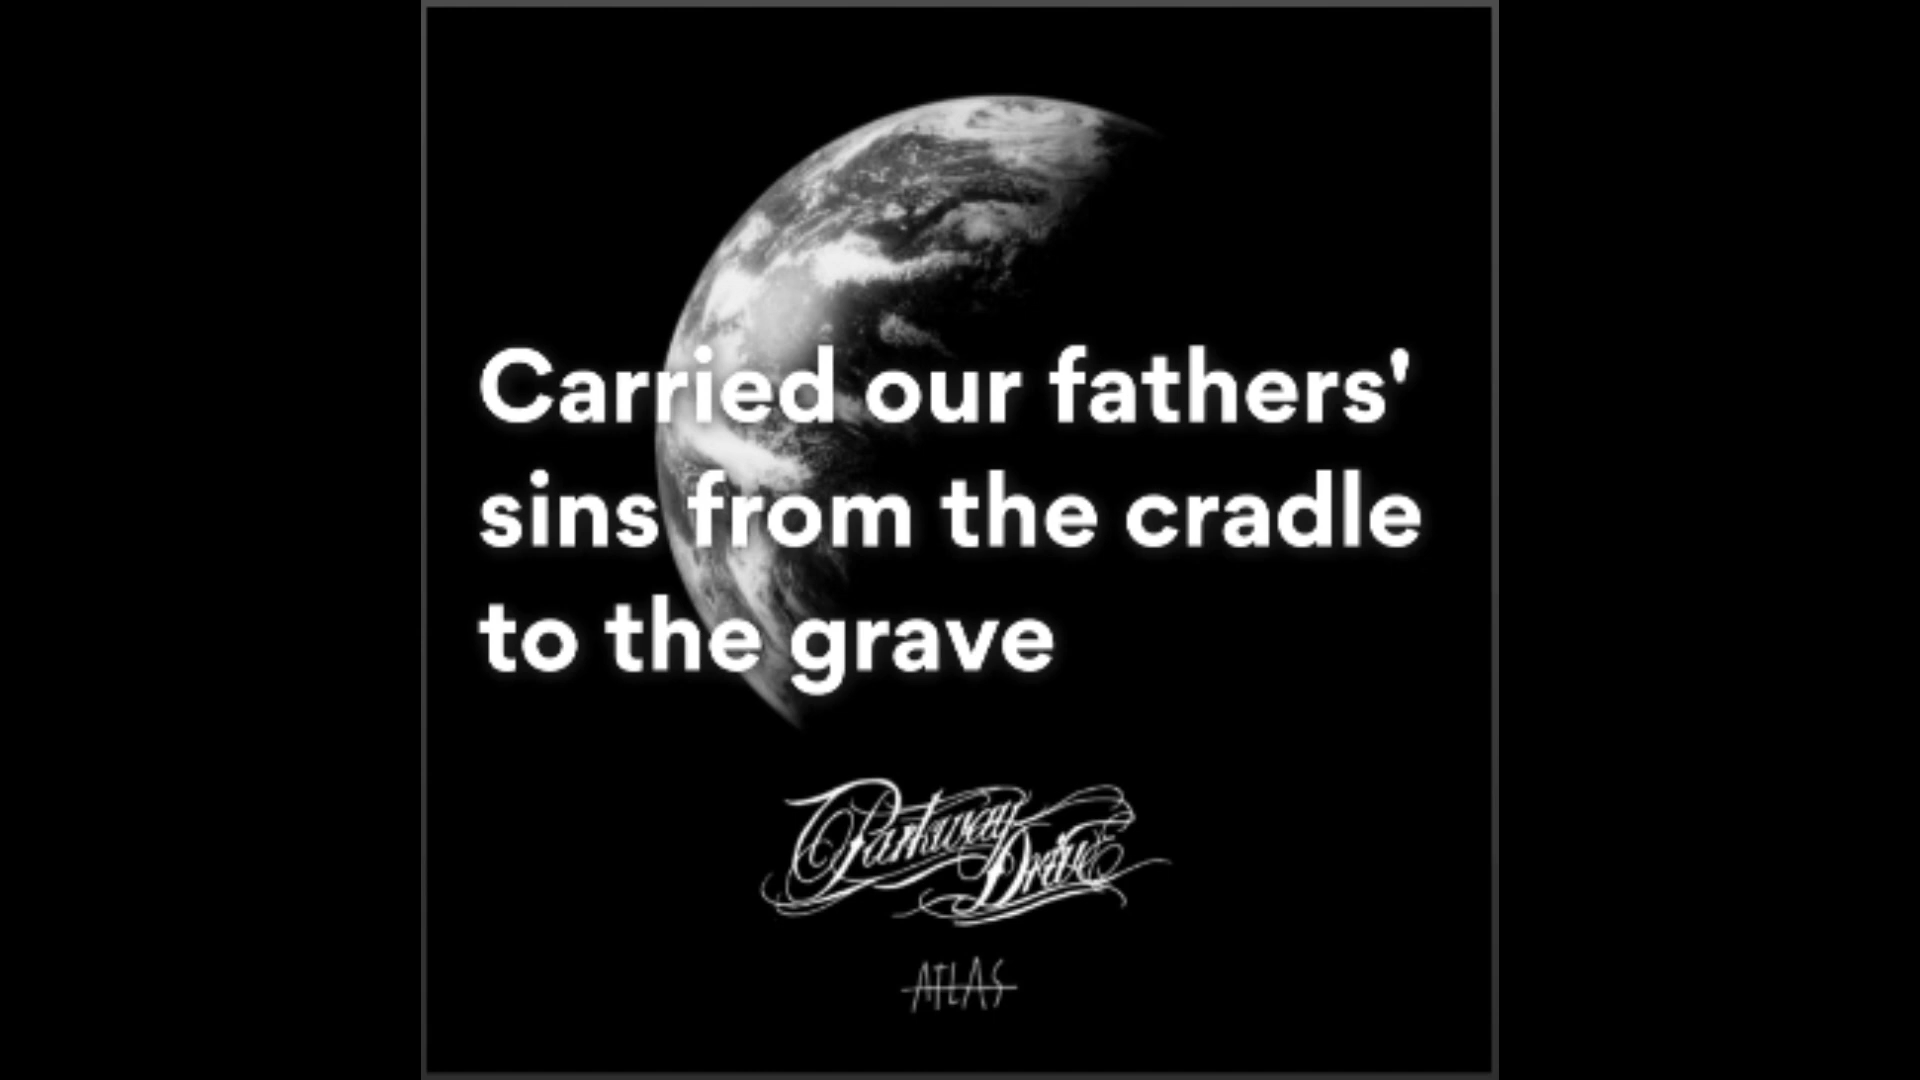 Carried our fathers'
sins from the cradle
to the grave
Parkway
Drive
ATLAS